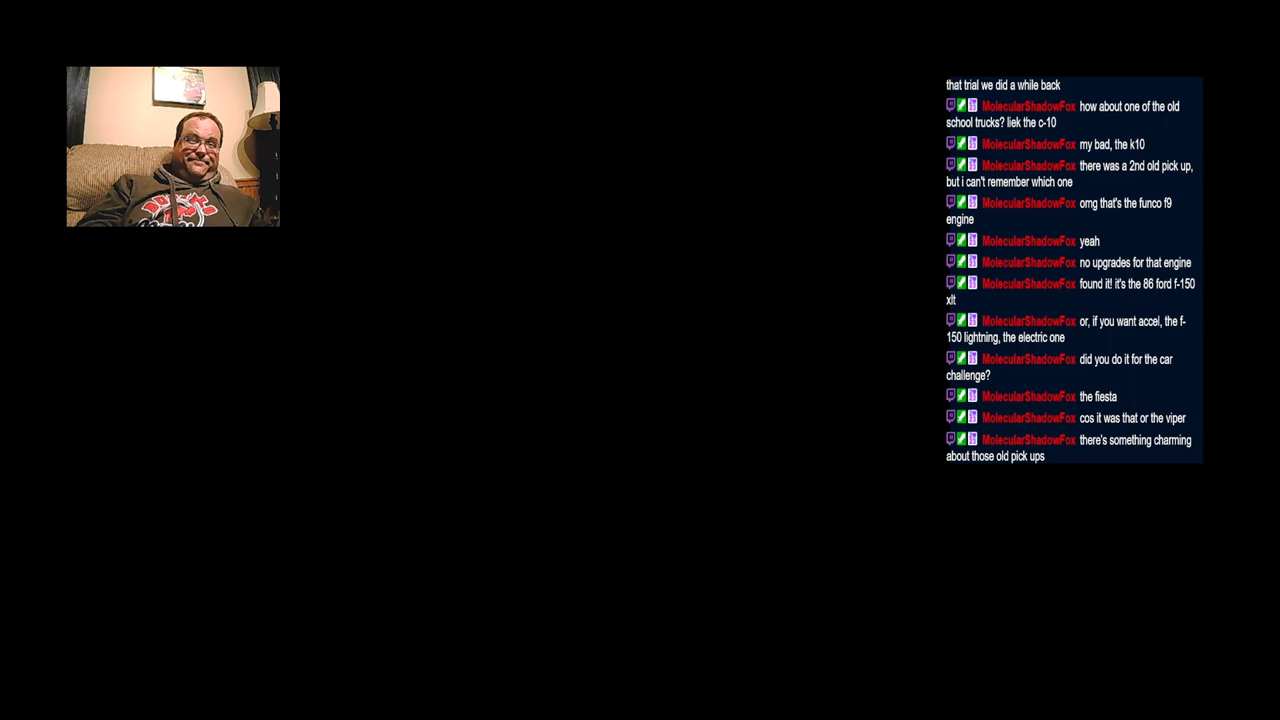 that trial we did a while back
MolecularShadowFox how about one of the old
school trucks? liek the c-10
MolecularShadowFox my bad, the k10
MolecularShadowFox there was a 2nd old pick up,
but i can't remember which one
MolecularShadowFox omg that's the funco f9
engine
MolecularShadowFox yeah
MolecularShadowFox no upgrades for that engine
MolecularShadowFox found it! it's the 86 ford f-150
xlt
MolecularShadowFox or, if you want accel, the f-
150 lightning, the electric one
MolecularShadowFox did you do it for the car
challenge?
MolecularShadowFox the fiesta
MolecularShadowFox cos it was that or the viper
MolecularShadowFox there's something charming
about those old pick ups